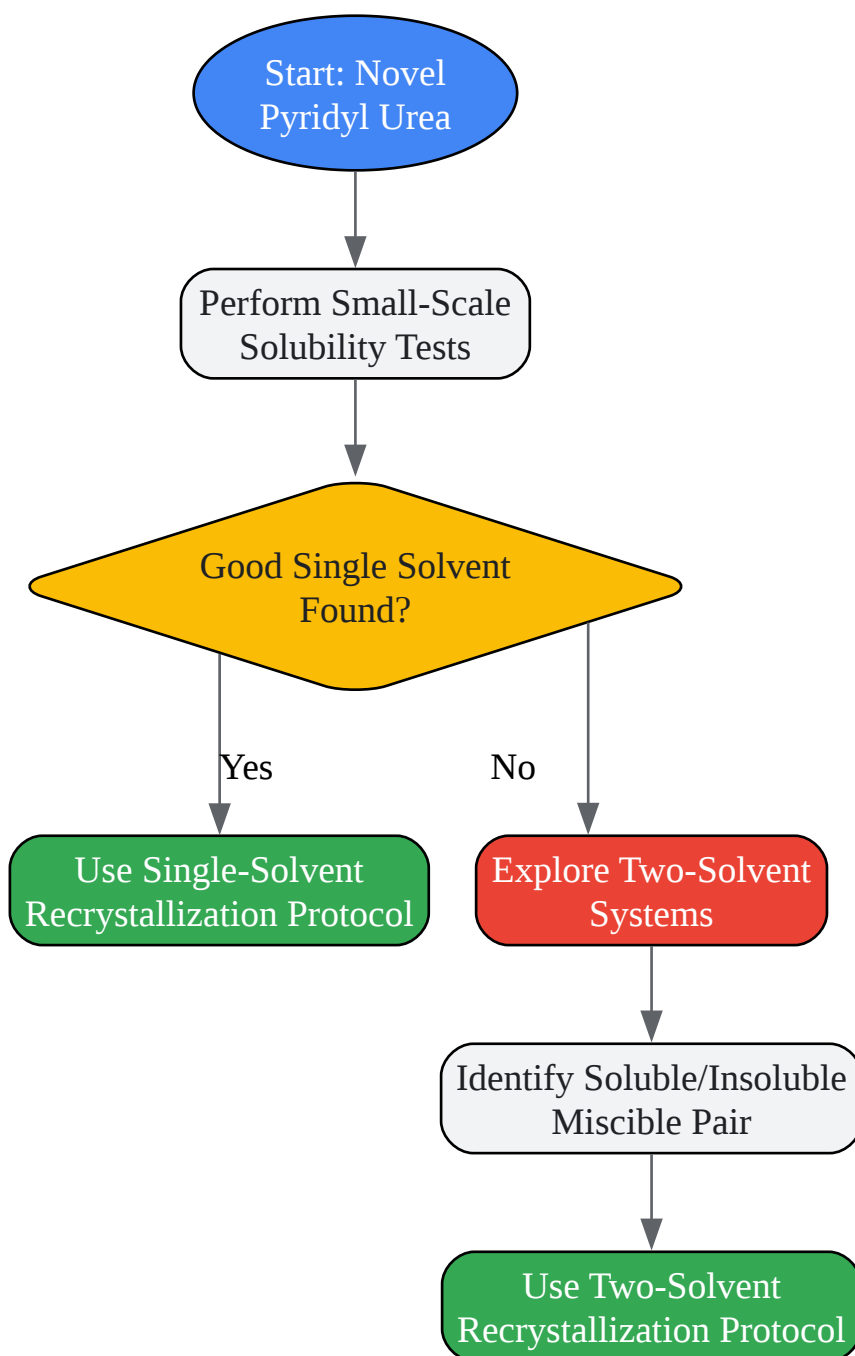 Start: Novel
Pyridyl Urea
Perform Small-Scale
Solubility Tests
Good Single Solvent
Found?
Yes
No
Use Single-Solvent
Recrystallization Protocol
Explore Two-Solvent
Systems
Identify Soluble/Insoluble
Miscible Pair
Use Two-Solvent
Recrystallization Protocol